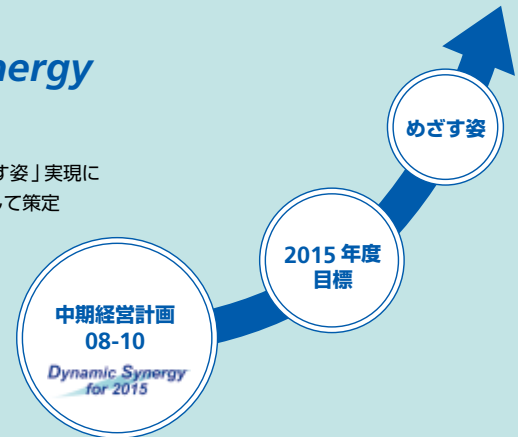 nergy
す姿」実現に
して策定
めざす姿
2015 年度
目標
中期経営計画
08-10
Dynamic Synergy
for 2015